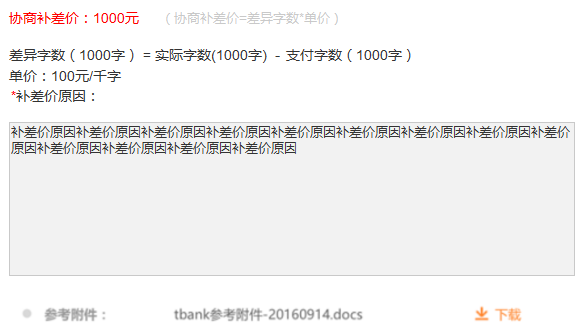 协商补差价：1000元 （协商补差价=差异字数*单价）
差异字数（1000字） = 实际字数(1000字) - 支付字数（1000字）
单价：100元/千字
*补差价原因：
补差价原因补差价原因补差价原因补差价原因补差价原因补差价原因补差价原因补差价原因补差价
原因补差价原因补差价原因补差价原因补差价原因
参考附件： tbank参考附件-20160914.docs 下载